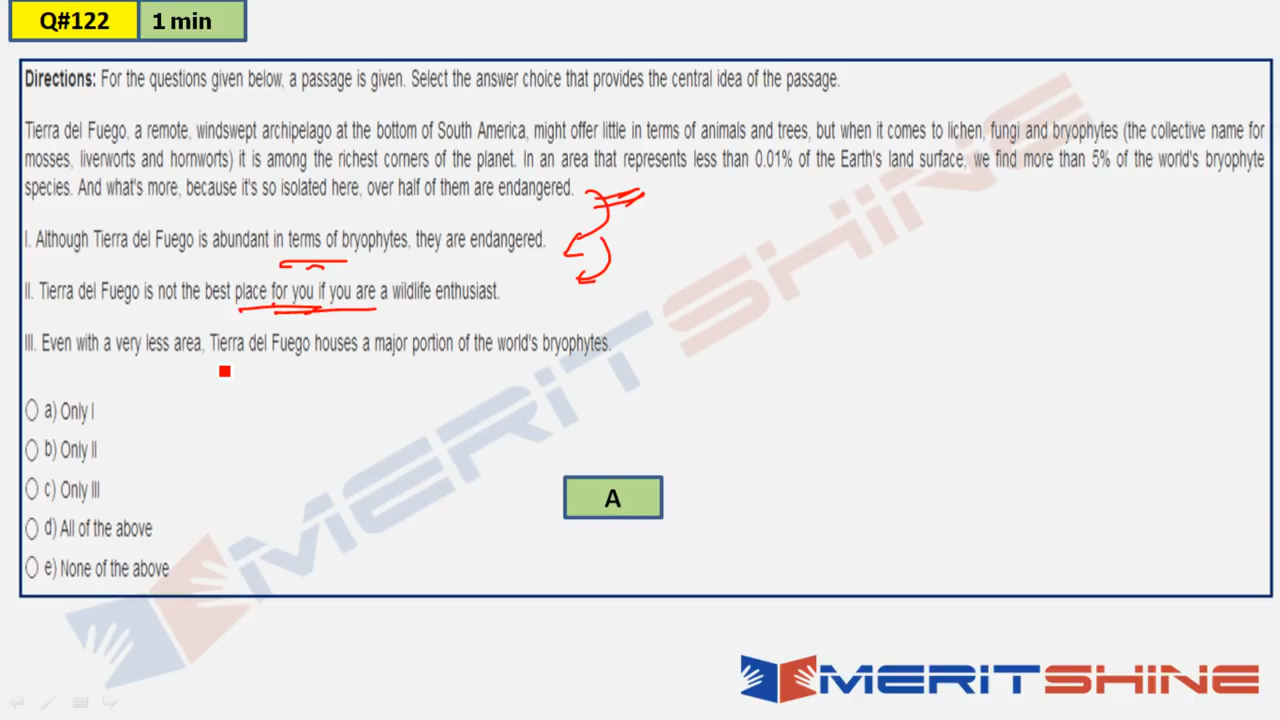 Q#122 1 min
Directions: For the questions given below, a passage is given. Select the answer choice that provides the central idea of the passage.
Tierra del Fuego, a remote, windswept archipelago at the bottom of South America, might offer little in terms of animals and trees, but when it comes to lichen, fungi and bryophytes (the collective name for
mosses, liverworts and hornworts) it is among the richest corners of the planet. In an area that represents less than 0.01% of the Earth's land surface, we find more than 5% of the world's bryophyte
species. And what's more, because it's so isolated here, over half of them are endangered.
I. Although Tierra del Fuego is abundant in terms of bryophytes, they are endangered.
II. Tierra del Fuego is not the best place for you if you are a wildlife enthusiast.
III. Even with a very less area, Tierra del Fuego houses a major portion of the world's bryophytes.
a) Only I
b) Only II
c) Only III
d) All of the above
e) None of the above
A
MERITSHINE
MERITSHINE